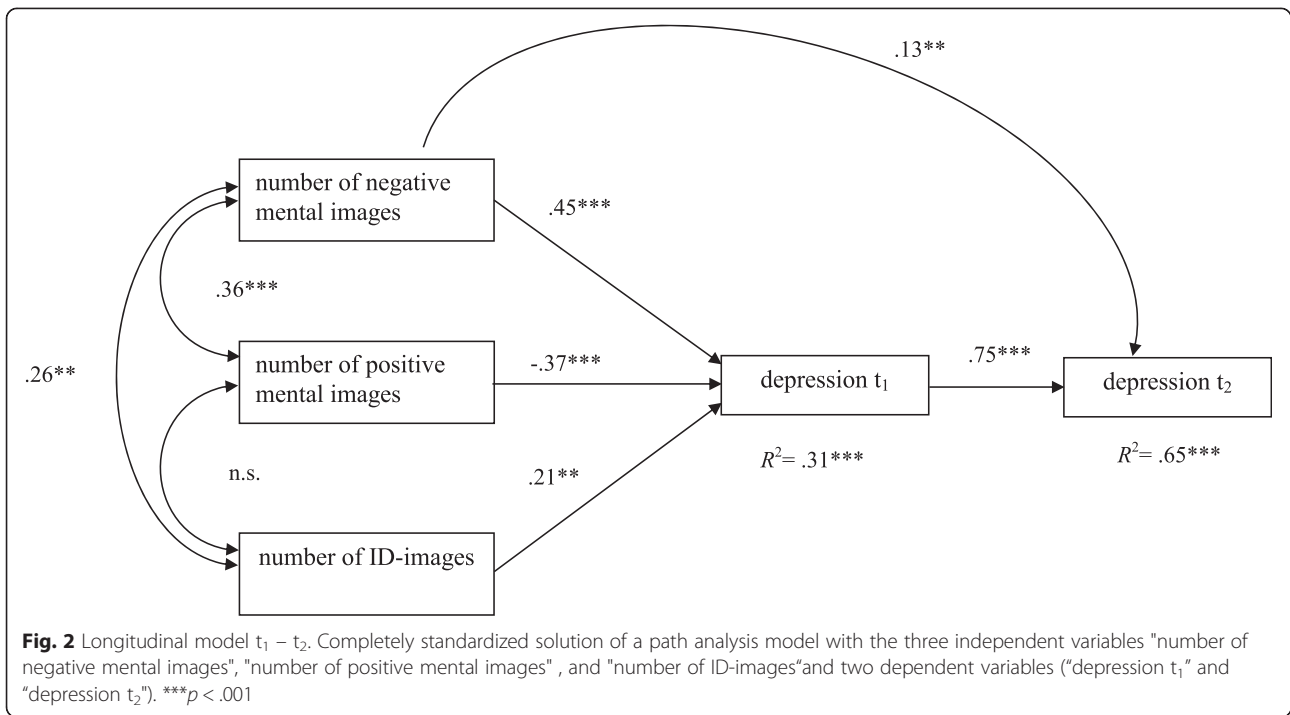 .13**
number of negative
mental images
.45***
.36***
.26**
number of positive
mental images
-.37***
depression t₁
.75***
depression t₂
R²= .31***
R²= .65***
n.s.
.21**
number of ID-images
Fig. 2 Longitudinal model t₁ – t₂. Completely standardized solution of a path analysis model with the three independent variables "number of
negative mental images", "number of positive mental images" , and "number of ID-images“and two dependent variables (“depression t₁” and
“depression t₂"). ***p < .001